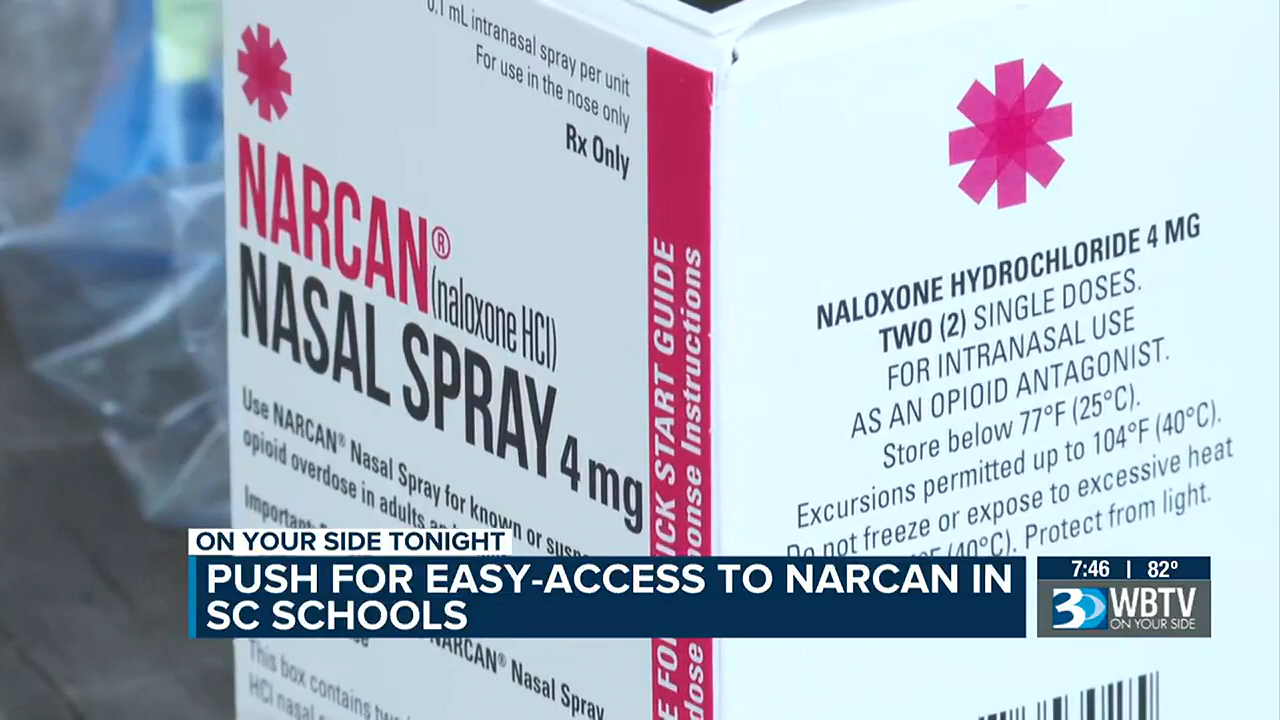 0.1 mL intranasal spray per unit
For use in the nose only
Rx Only
NARCAN®
(naloxone HCl)
NASAL SPRAY 4 mg
Use NARCAN® Nasal Spray for known or
opioid overdose in adults
Important:
NARCAN® Nasal Spray
This box contains
HCl nasal
QUICK START GUIDE
Instructions
NALOXONE HYDROCHLORIDE 4 MG
TWO (2) SINGLE DOSES.
FOR INTRANASAL USE
AS AN OPIOID ANTAGONIST.
Store below 77°F (25°C).
Excursions permitted up to 104°F (40°C).
Do not freeze or expose to excessive heat
(40°C). Protect from light.
ON YOUR SIDE TONIGHT
PUSH FOR EASY-ACCESS TO NARCAN IN
SC SCHOOLS
7:46 | 82°
3 WBTV
ON YOUR SIDE